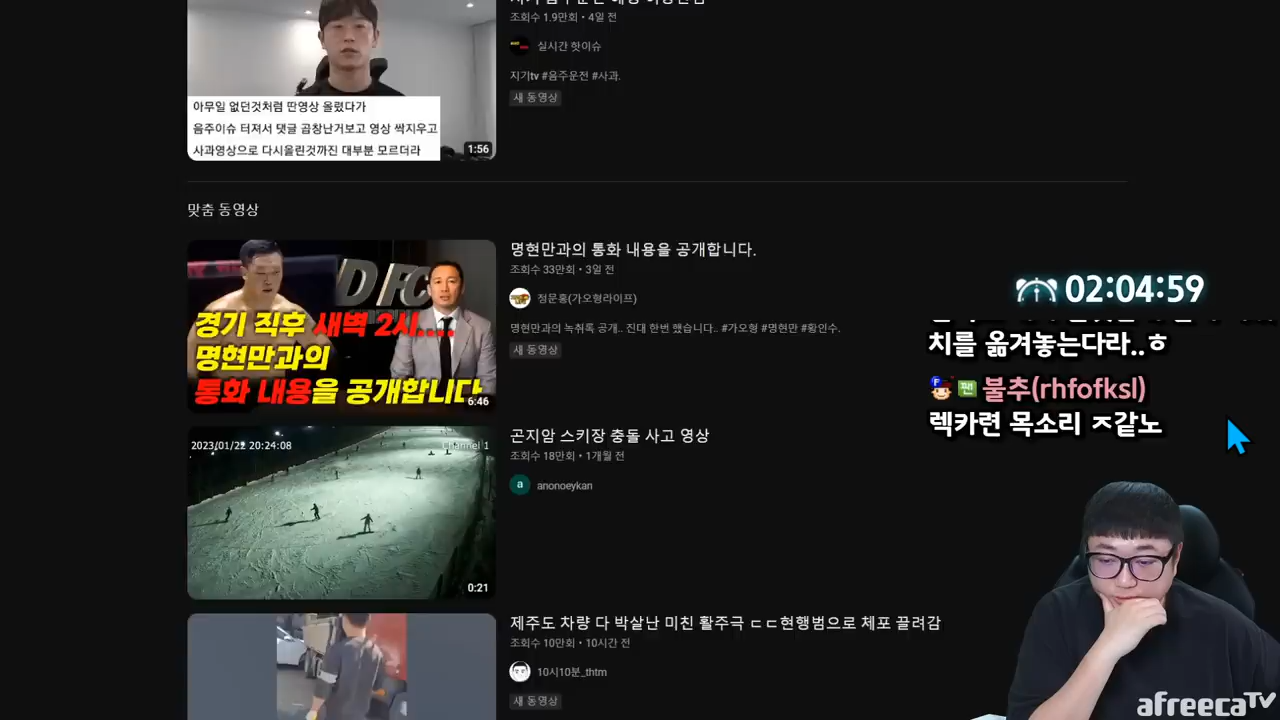 조회수 1.9만회 • 4일 전
실시간 핫이슈
지기tv #음주운전 #사과.
새 동영상
아무일 없던것처럼 딴영상 올렸다가
음주이슈 터져서 댓글 곱창난거보고 영상 싹지우고
사과영상으로 다시올린것까진 대부분 모르더라
1:56
맞춤 동영상
DFC
경기 직후 새벽 2시....
명현만과의
통화 내용을 공개합니다
6:46
명현만과의 통화 내용을 공개합니다.
조회수 33만회 • 3일 전
정문홍(가오형라이프)
명현만과의 녹취록 공개.. 진대 한번 했습니다.. #가오형 #명현만 #황인수.
새 동영상
2023/01/22 20:24:08
Channel 1
0:21
곤지암 스키장 충돌 사고 영상
조회수 18만회 • 1개월 전
a
anonoeykan
제주도 차량 다 박살난 미친 활주극 ㄷㄷ현행범으로 체포 끌려감
조회수 10만회 • 10시간 전
10시10분_thtm
새 동영상
02:04:59
치를 옮겨놓는다라..ㅎ
F 팬 불추(rhfofksl)
렉카련 목소리 ㅈ같노
afreecaTV